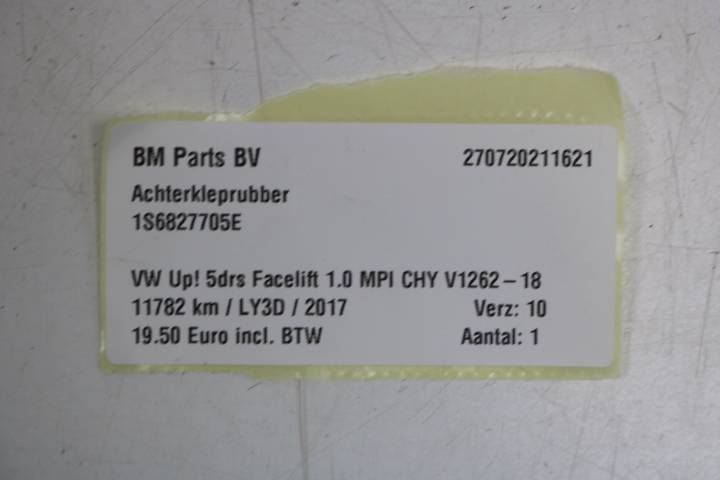 BM Parts BV 270720211621
Achterkleprubber
1S6827705E
VW Up! 5drs Facelift 1.0 MPI CHY V1262-18
11782 km / LY3D / 2017 Verz: 10
19.50 Euro incl. BTW Aantal: 1